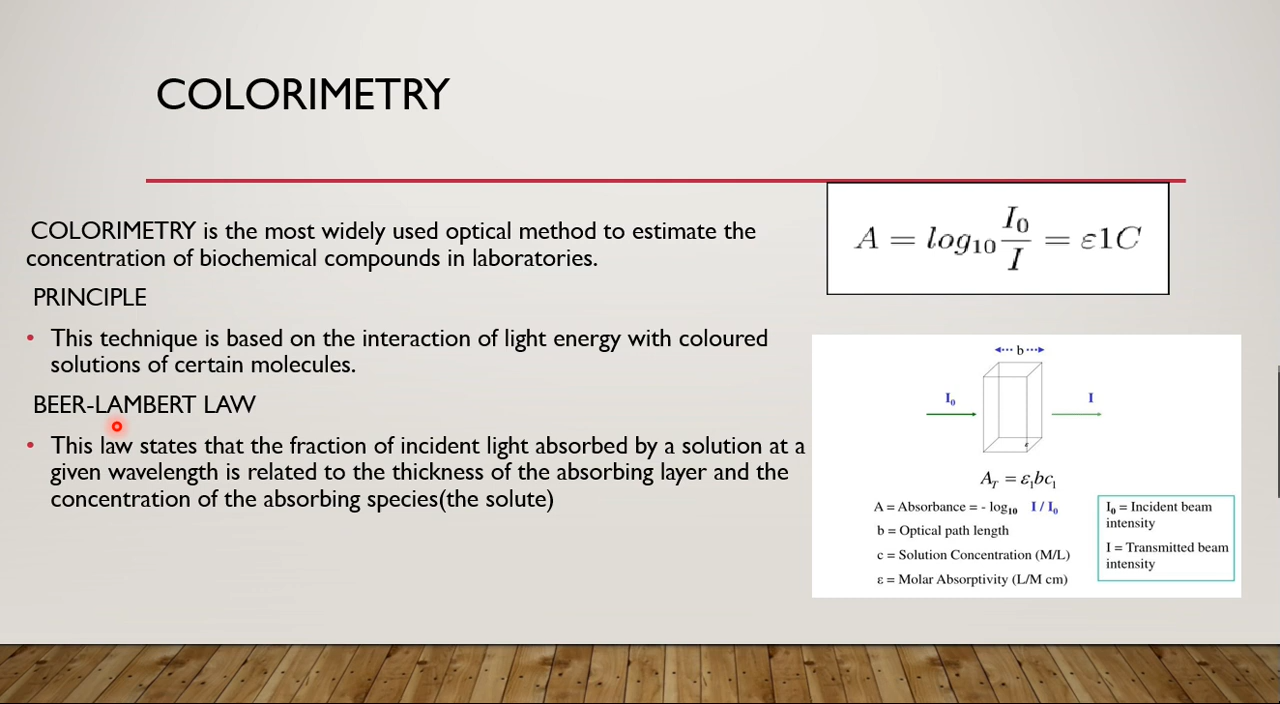 COLORIMETRY
COLORIMETRY is the most widely used optical method to estimate the
concentration of biochemical compounds in laboratories.
PRINCIPLE
• This technique is based on the interaction of light energy with coloured
solutions of certain molecules.
BEER-LAMBERT LAW
• This law states that the fraction of incident light absorbed by a solution at a
given wavelength is related to the thickness of the absorbing layer and the
concentration of the absorbing species(the solute)
A = log₁₀ I₀/I = ε1C
b
I₀
I
ε
A_T = ε₁bc₁
A = Absorbance = - log₁₀ I / I₀
b = Optical path length
c = Solution Concentration (M/L)
ε = Molar Absorptivity (L/M cm)
I₀ = Incident beam
intensity
I = Transmitted beam
intensity